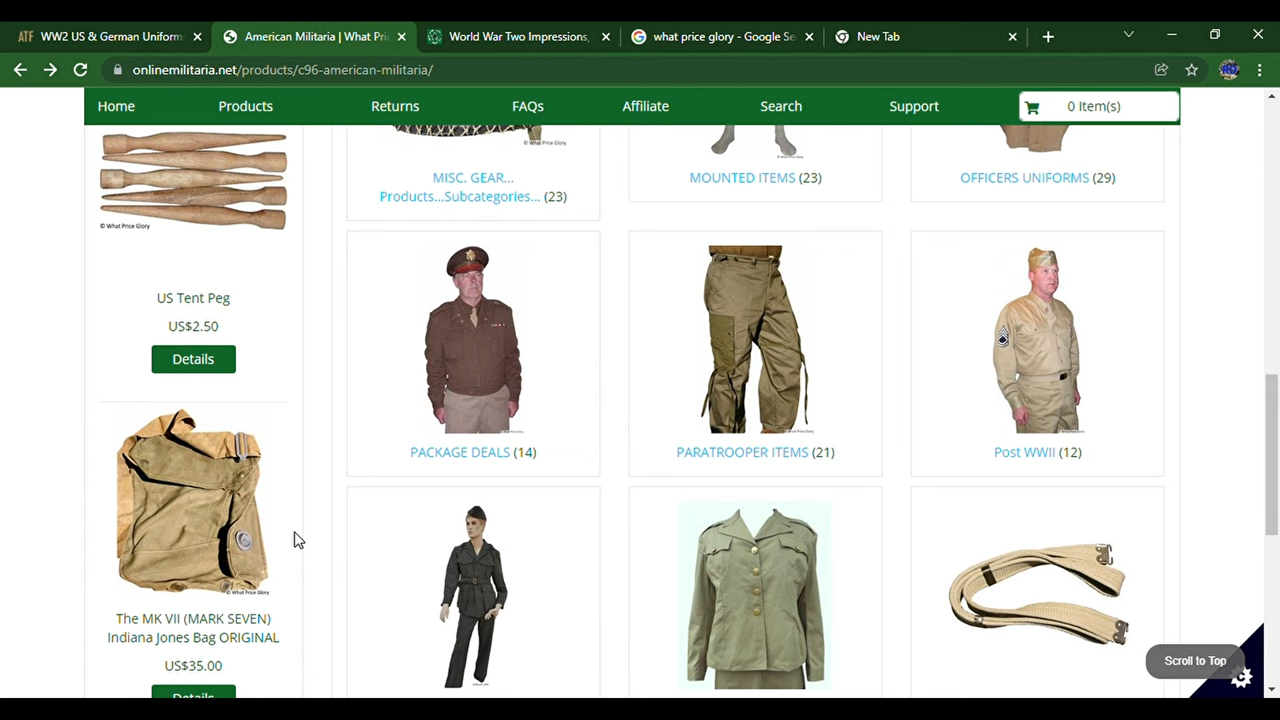 ATF WW2 US & German Uniform
American Militaria | What Pri
World War Two Impressions,
what price glory - Google Se
New Tab
onlinemilitaria.net/products/c96-american-militaria/
Home
Products
Returns
FAQs
Affiliate
Search
Support
0 Item(s)
© What Price Glory
US Tent Peg
US$2.50
Details
The MK VII (MARK SEVEN)
Indiana Jones Bag ORIGINAL
US$35.00
Details
MISC. GEAR...
Products...Subcategories... (23)
MOUNTED ITEMS (23)
OFFICERS UNIFORMS (29)
PACKAGE DEALS (14)
PARATROOPER ITEMS (21)
Post WWII (12)
Scroll to Top